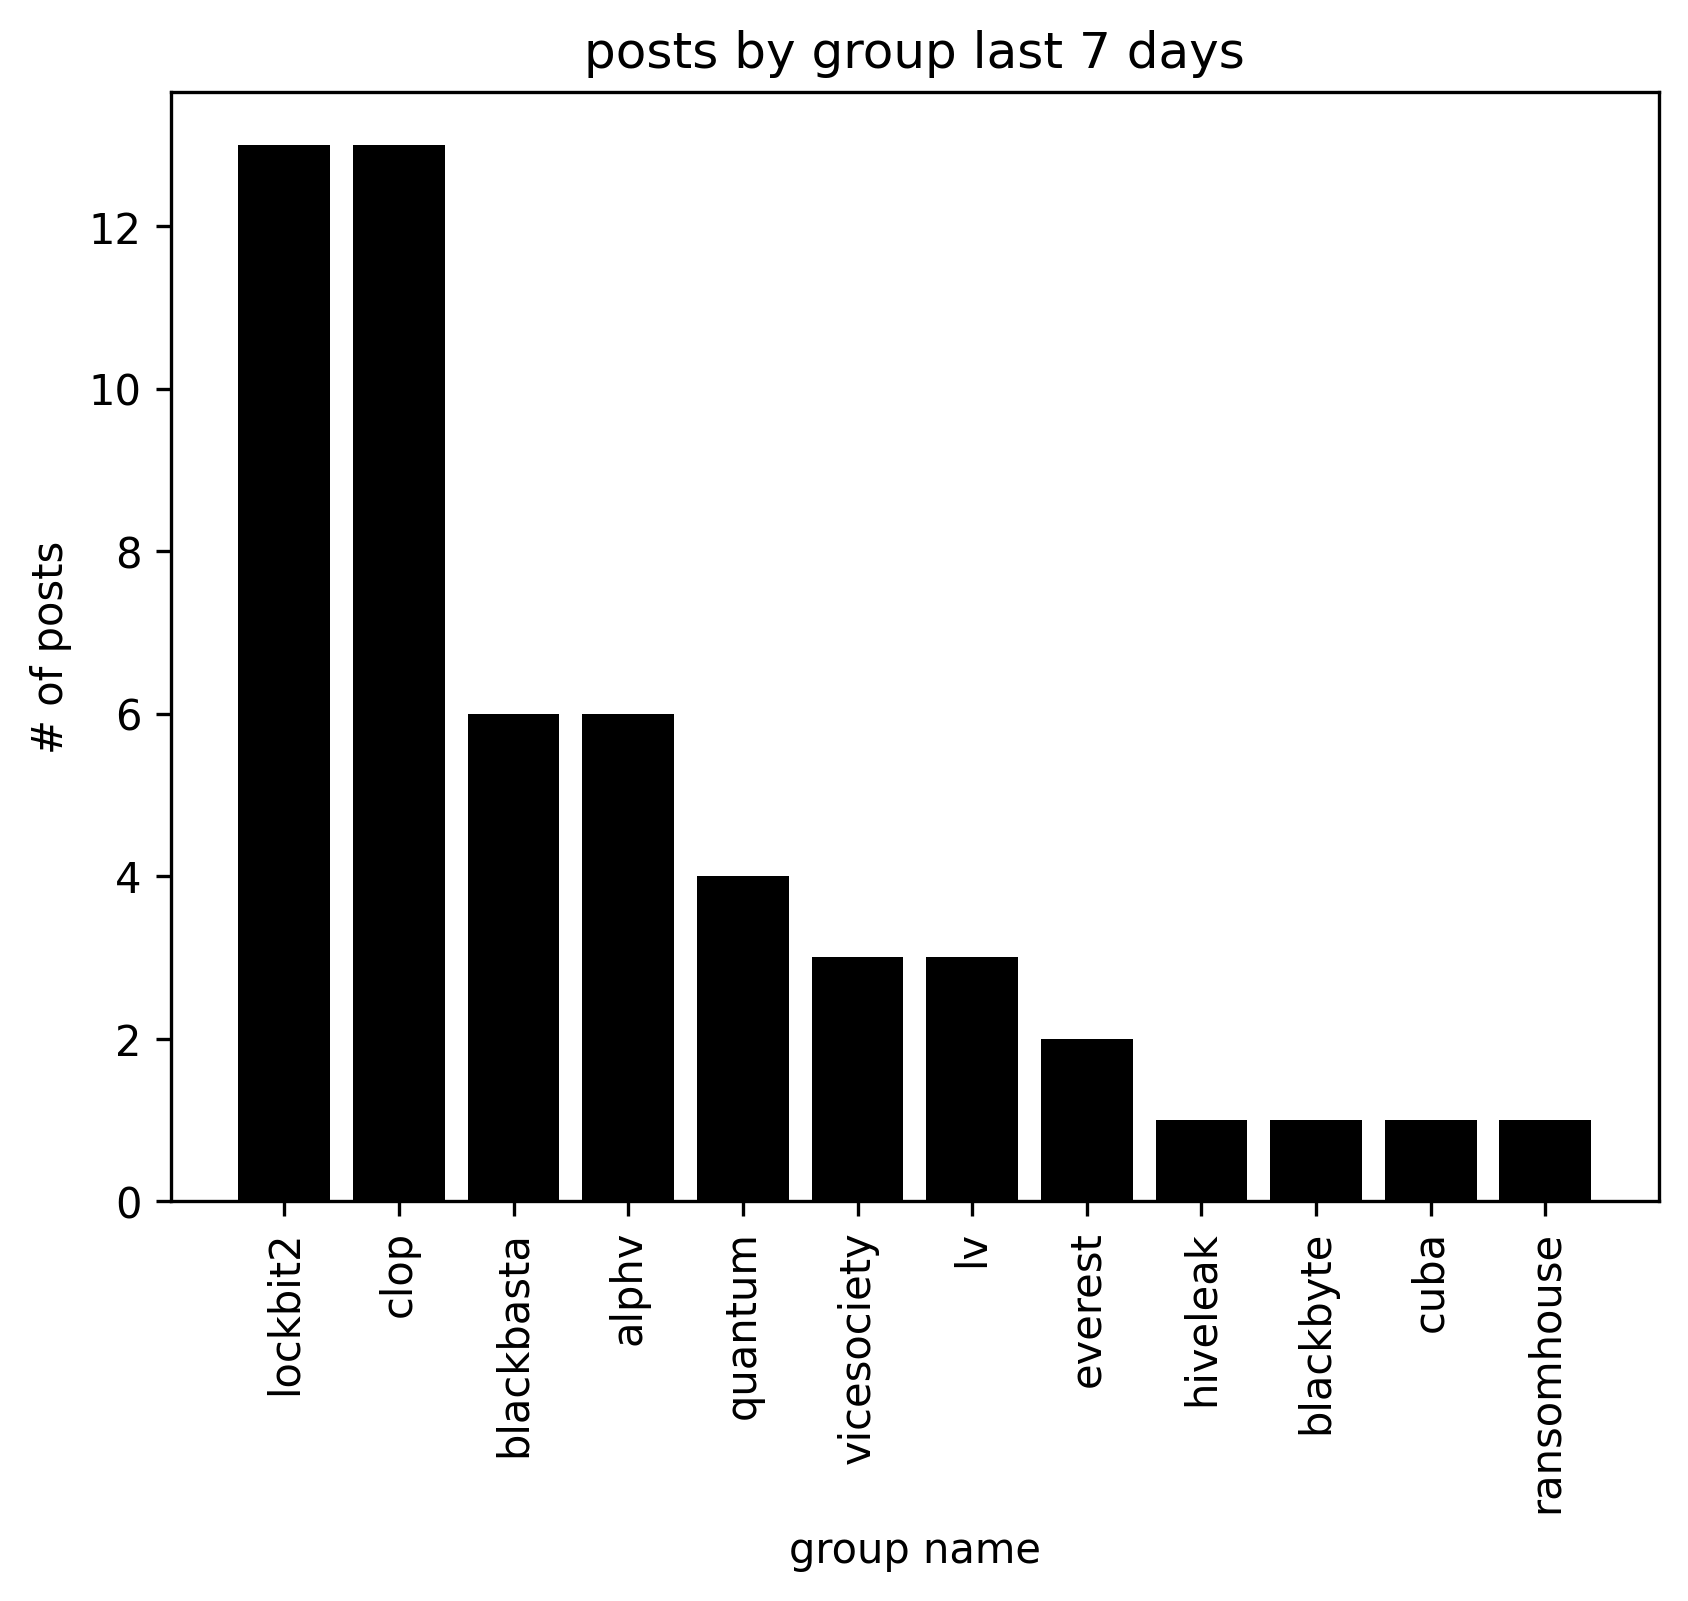 posts by group last 7 days
# of posts
12
10
8
6
4
2
0
lockbit2
clop
blackbasta
alphv
quantum
vicesociety
lv
everest
hiveleak
blackbyte
cuba
ransomhouse
group name